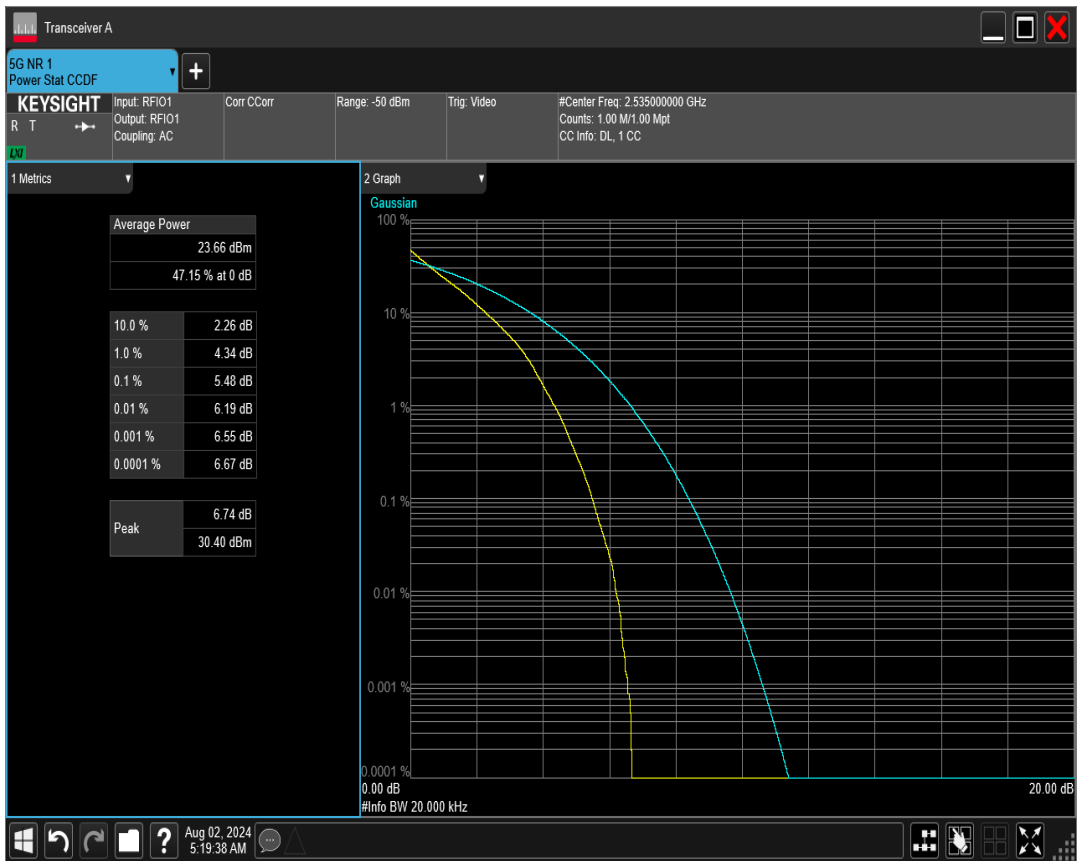 Transceiver A
5G NR 1
Power Stat CCDF
KEYSIGHT
R T
LXI
Input: RFIO1
Output: RFIO1
Coupling: AC
Corr CCorr
Range: -50 dBm
Trig: Video
#Center Freq: 2.535000000 GHz
Counts: 1.00 M/1.00 Mpt
CC Info: DL, 1 CC
1 Metrics
Average Power
23.66 dBm
47.15 % at 0 dB
10.0 % 2.26 dB
1.0 % 4.34 dB
0.1 % 5.48 dB
0.01 % 6.19 dB
0.001 % 6.55 dB
0.0001 % 6.67 dB
Peak
6.74 dB
30.40 dBm
2 Graph
Gaussian
100 %
10 %
1 %
0.1 %
0.01 %
0.001 %
0.0001 %
0.00 dB 20.00 dB
#Info BW 20.000 kHz
Aug 02, 2024
5:19:38 AM